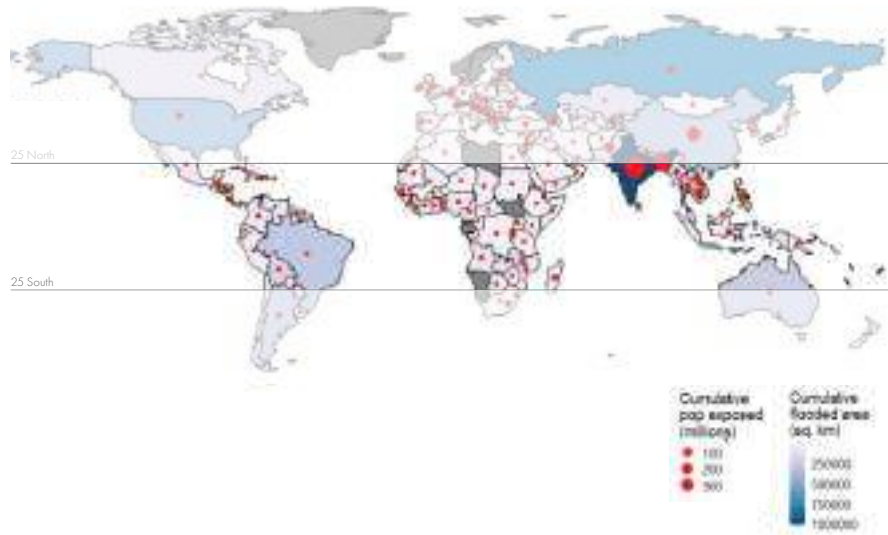 25 North
25 South
Cumulative
pop exposed
(millions)
100
200
300
Cumulative
flooded area
(sq. km)
250000
500000
750000
1000000